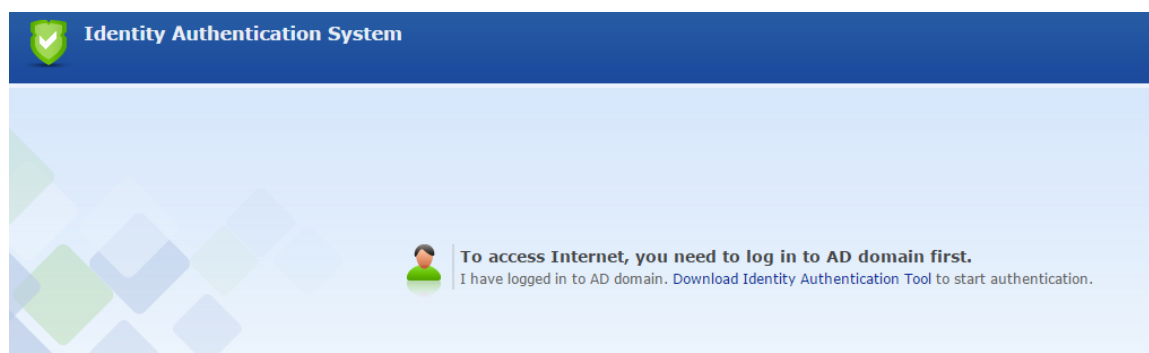 Identity Authentication System
To access Internet, you need to log in to AD domain first.
I have logged in to AD domain. Download Identity Authentication Tool to start authentication.